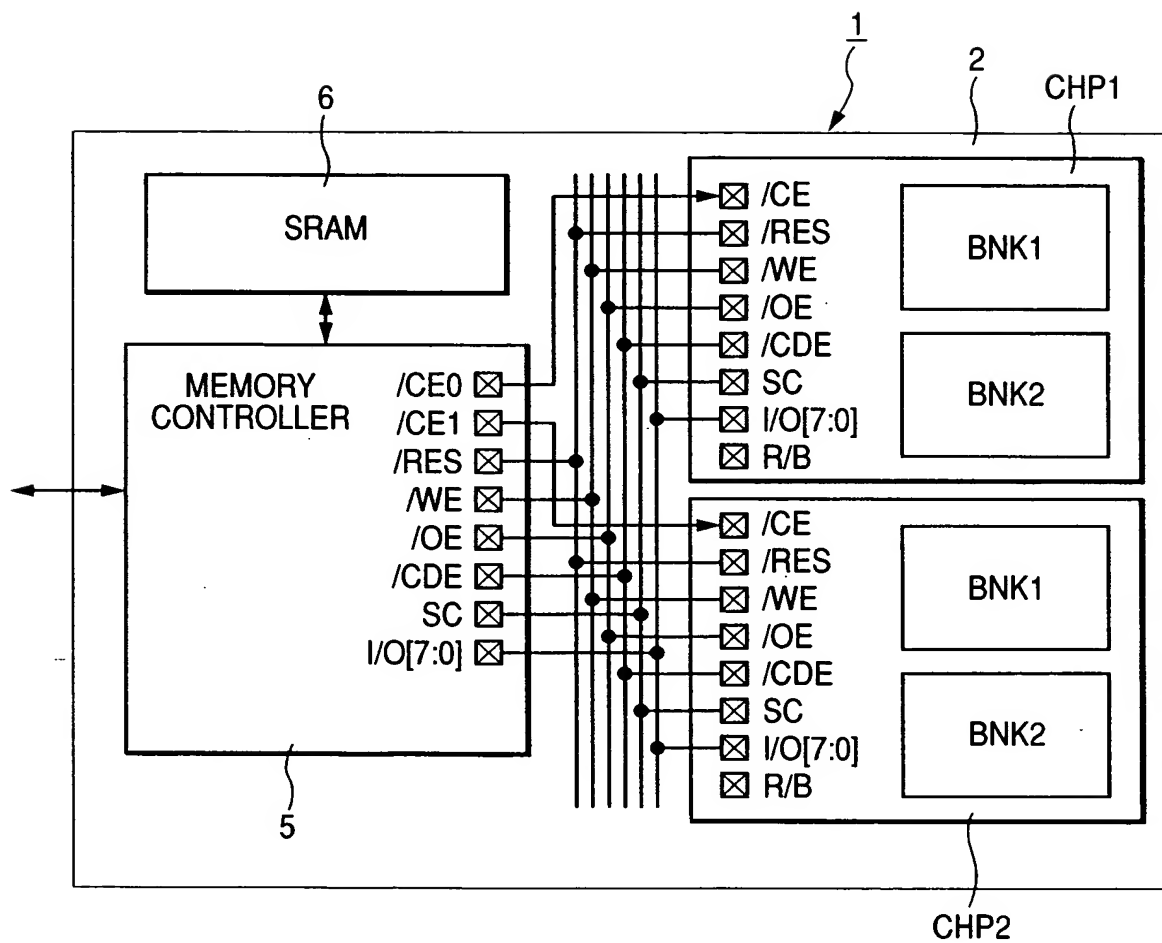 1
2
CHP1
6
SRAM
MEMORY
CONTROLLER
/CE0
/CE1
/RES
/WE
/OE
/CDE
SC
I/O[7:0]
5
/CE
/RES
/WE
/OE
/CDE
SC
I/O[7:0]
R/B
BNK1
BNK2
/CE
/RES
/WE
/OE
/CDE
SC
I/O[7:0]
R/B
BNK1
BNK2
CHP2